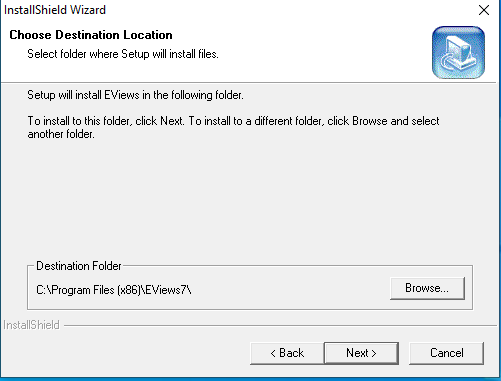 InstallShield Wizard
Choose Destination Location
Select folder where Setup will install files.
Setup will install EViews in the following folder.
To install to this folder, click Next. To install to a different folder, click Browse and select
another folder.
Destination Folder
C:\Program Files (x86)\EViews7\
Browse...
InstallShield
< Back
Next >
Cancel